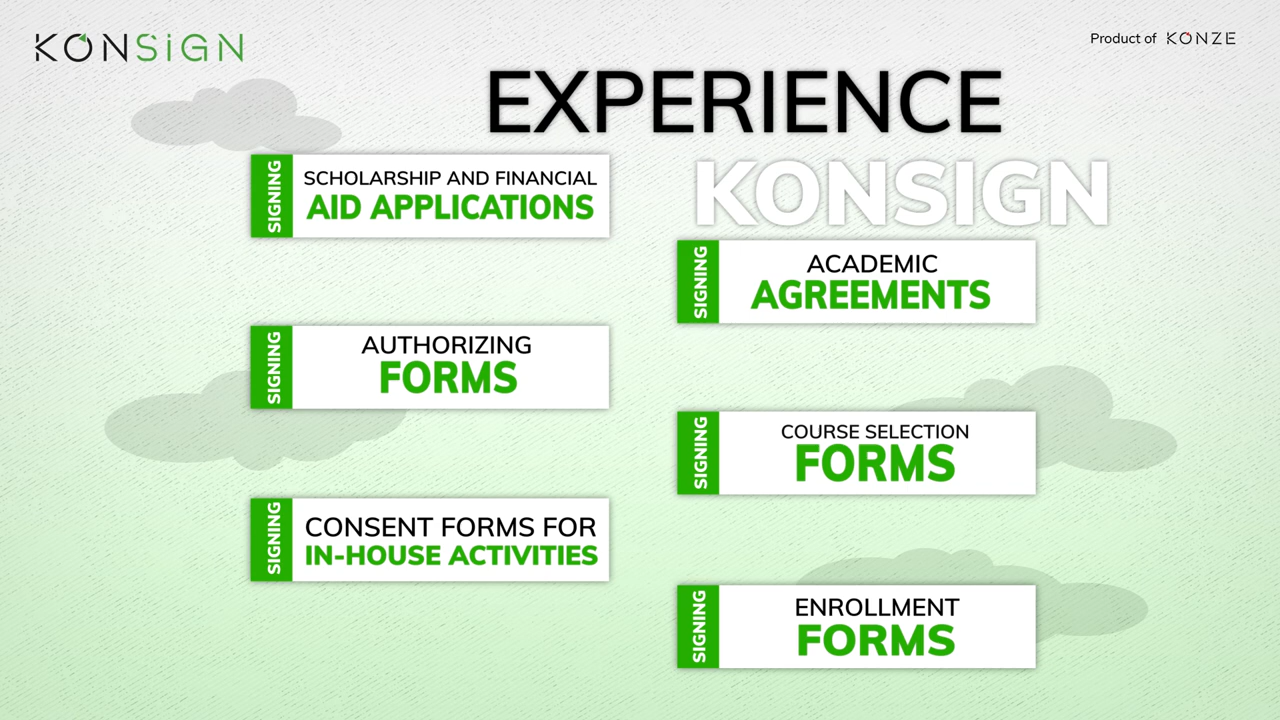 KONSiGN
Product of KONZE
EXPERIENCE
KONSIGN
SIGNING
SCHOLARSHIP AND FINANCIAL
AID APPLICATIONS
SIGNING
ACADEMIC
AGREEMENTS
SIGNING
AUTHORIZING
FORMS
SIGNING
COURSE SELECTION
FORMS
SIGNING
CONSENT FORMS FOR
IN-HOUSE ACTIVITIES
SIGNING
ENROLLMENT
FORMS